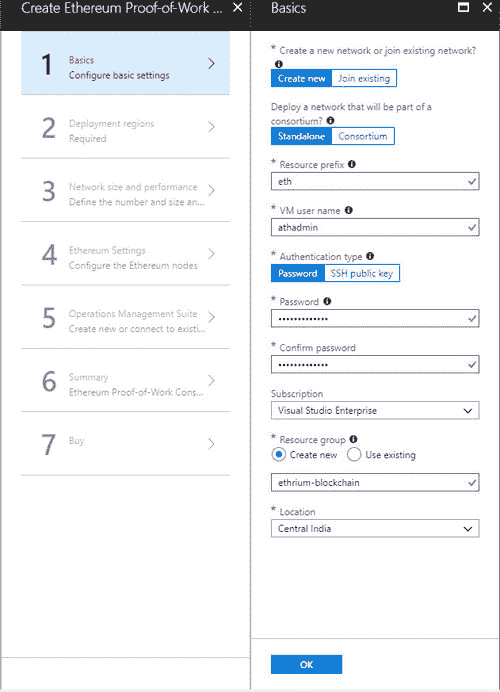 Create Ethereum Proof-of-Work ...
1
Basics
Configure basic settings
2
Deployment regions
Required
3
Network size and performance
Define the number and size an...
4
Ethereum Settings
Configure the Ethereum nodes
5
Operations Management Suite
Create new or connect to existi...
6
Summary
Ethereum Proof-of-Work Cons...
7
Buy
Basics
* Create a new network or join existing network?
Create new Join existing
Deploy a network that will be part of a
consortium?
Standalone Consortium
* Resource prefix
eth
* VM user name
athadmin
* Authentication type
Password SSH public key
* Password
•••••••••••••
* Confirm password
•••••••••••••
Subscription
Visual Studio Enterprise
* Resource group
Create new Use existing
ethrium-blockchain
* Location
Central India
OK